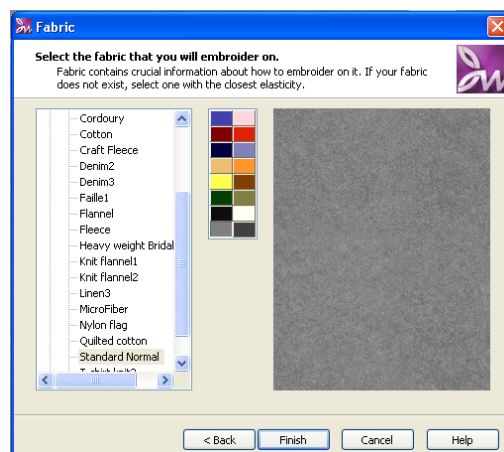 Fabric
Select the fabric that you will embroider on.
Fabric contains crucial information about how to embroider on it. If your fabric
does not exist, select one with the closest elasticity.
Cordoury
Cotton
Craft Fleece
Denim2
Denim3
Faille1
Flannel
Fleece
Heavy weight Bridal
Knit flannel1
Knit flannel2
Linen3
MicroFiber
Nylon flag
Quilted cotton
Standard Normal
< Back
Finish
Cancel
Help